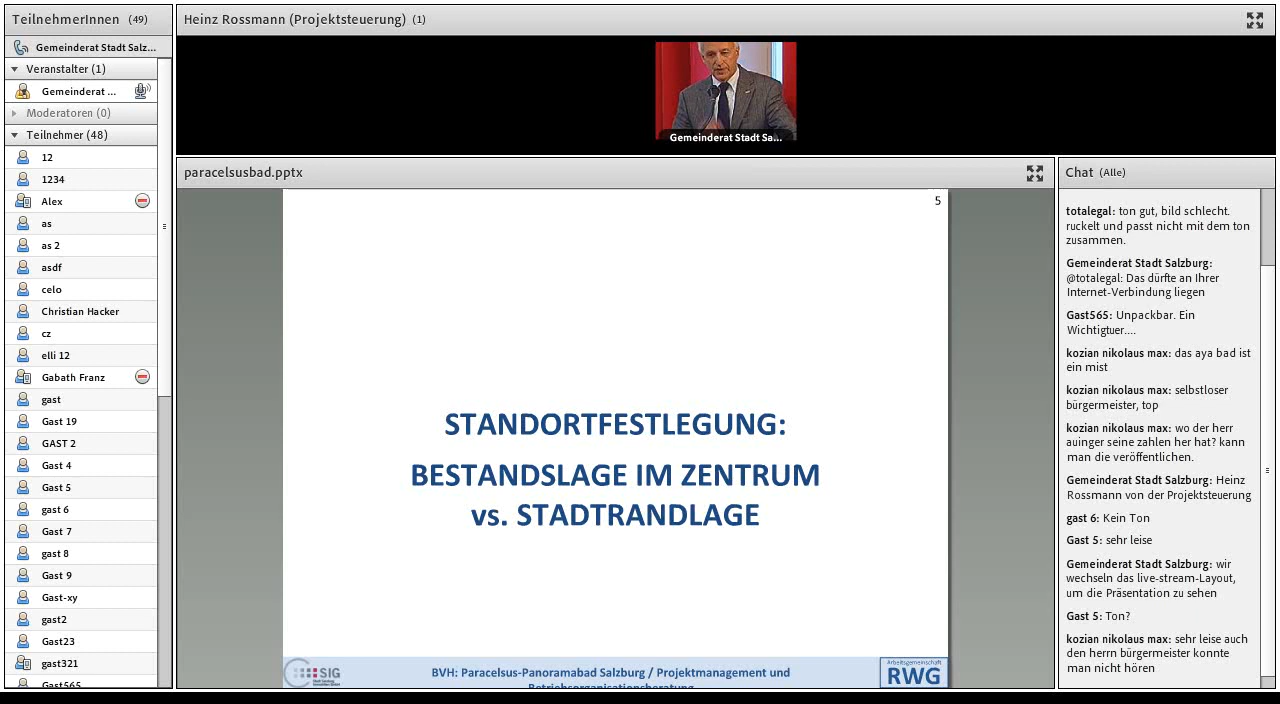 TeilnehmerInnen (49)
Gemeinderat Stadt Salz...
Veranstalter (1)
Gemeinderat ...
Moderatoren (0)
Teilnehmer (48)
12
1234
Alex
as
as 2
asdf
celo
Christian Hacker
cz
elli 12
Gabath Franz
gast
Gast 19
GAST 2
Gast 4
Gast 5
gast 6
Gast 7
gast 8
Gast 9
Gast-xy
gast2
Gast23
gast321
Gast565
Heinz Rossmann (Projektsteuerung) (1)
Gemeinderat Stadt Sa...
paracelsusbad.pptx
5
STANDORTFESTLEGUNG:
BESTANDSLAGE IM ZENTRUM
vs. STADTRANDLAGE
SIG
BVH: Paracelsus-Panoramabad Salzburg / Projektmanagement und
Betriebsorganisationsberatung
Arbeitsgemeinschaft
RWG
Chat (Alle)
totalegal: ton gut, bild schlecht.
ruckelt und passt nicht mit dem ton
zusammen.
Gemeinderat Stadt Salzburg:
@totalegal: Das dürfte an Ihrer
Internet-Verbindung liegen
Gast565: Unpackbar. Ein
Wichtigtuer....
kozian nikolaus max: das aya bad ist
ein mist
kozian nikolaus max: selbstloser
bürgermeister, top
kozian nikolaus max: wo der herr
auinger seine zahlen her hat? kann
man die veröffentlichen.
Gemeinderat Stadt Salzburg: Heinz
Rossmann von der Projektsteuerung
gast 6: Kein Ton
Gast 5: sehr leise
Gemeinderat Stadt Salzburg: wir
wechseln das live-stream-Layout,
um die Präsentation zu sehen
Gast 5: Ton?
kozian nikolaus max: sehr leise auch
den herrn bürgermeister konnte
man nicht hören